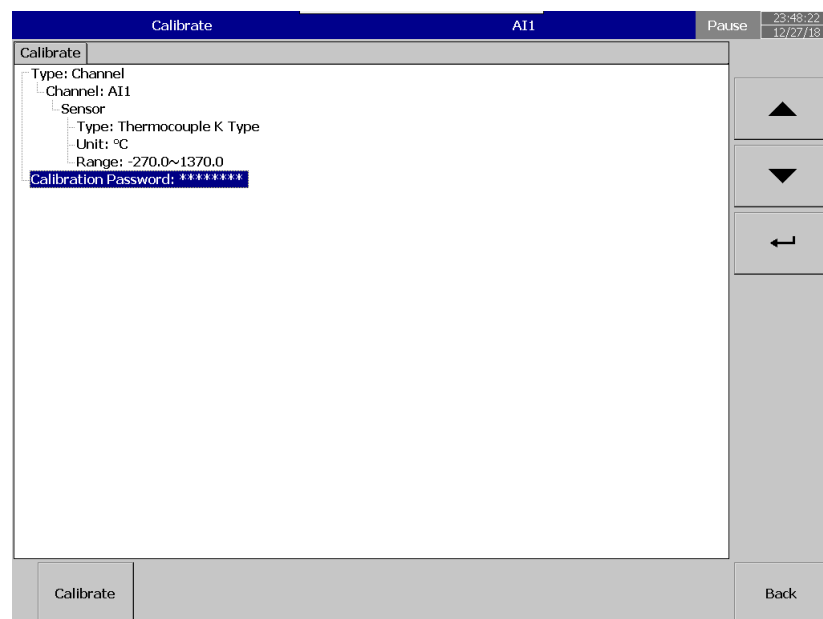 Calibrate AI1 Pause 23:48:22
12/27/18
Calibrate
Type: Channel
Channel: AI1
Sensor
Type: Thermocouple K Type
Unit: °C
Range: -270.0~1370.0
Calibration Password: ********
Calibrate Back